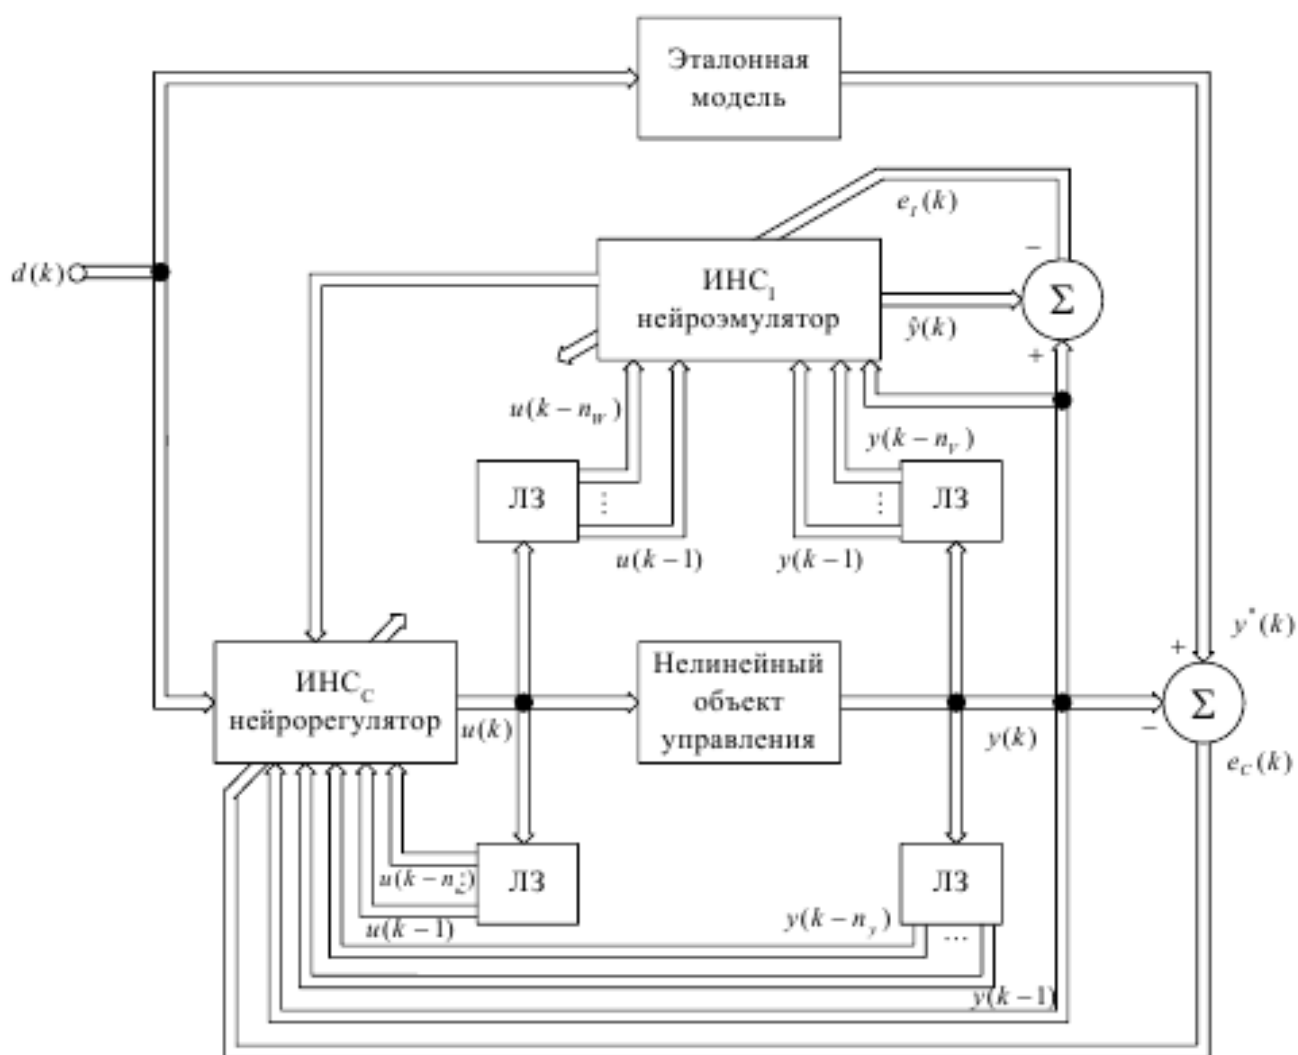 Эталонная
модель
e_I(k)
d(k)
−
ИНС_I
нейроэмулятор
Σ
ŷ(k)
+
u(k − n_W)
y(k − n_V)
ЛЗ
⋮
⋮
ЛЗ
u(k − 1)
y(k − 1)
y*(k)
+
ИНС_C
нейрорегулятор
Нелинейный
объект
управления
Σ
u(k)
y(k)
−
e_C(k)
ЛЗ
ЛЗ
u(k − 1)
y(k − n_y)
...
y(k − 1)